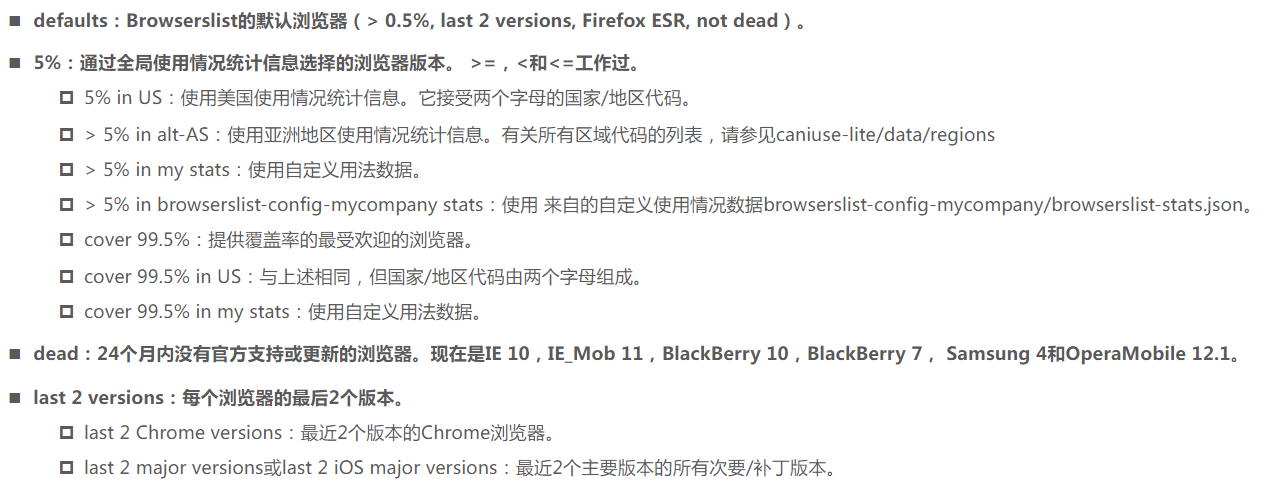 defaults：Browserslist的默认浏览器（> 0.5%, last 2 versions, Firefox ESR, not dead）。
5%：通过全局使用情况统计信息选择的浏览器版本。 >=，<和<=工作过。
5% in US：使用美国使用情况统计信息。它接受两个字母的国家/地区代码。
> 5% in alt-AS：使用亚洲地区使用情况统计信息。有关所有区域代码的列表，请参见caniuse-lite/data/regions
> 5% in my stats：使用自定义用法数据。
> 5% in browserslist-config-mycompany stats：使用 来自的自定义使用情况数据browserslist-config-mycompany/browserslist-stats.json。
cover 99.5%：提供覆盖率的最受欢迎的浏览器。
cover 99.5% in US：与上述相同，但国家/地区代码由两个字母组成。
cover 99.5% in my stats：使用自定义用法数据。
dead：24个月内没有官方支持或更新的浏览器。现在是IE 10，IE_Mob 11，BlackBerry 10，BlackBerry 7， Samsung 4和OperaMobile 12.1。
last 2 versions：每个浏览器的最后2个版本。
last 2 Chrome versions：最近2个版本的Chrome浏览器。
last 2 major versions或last 2 iOS major versions：最近2个主要版本的所有次要/补丁版本。